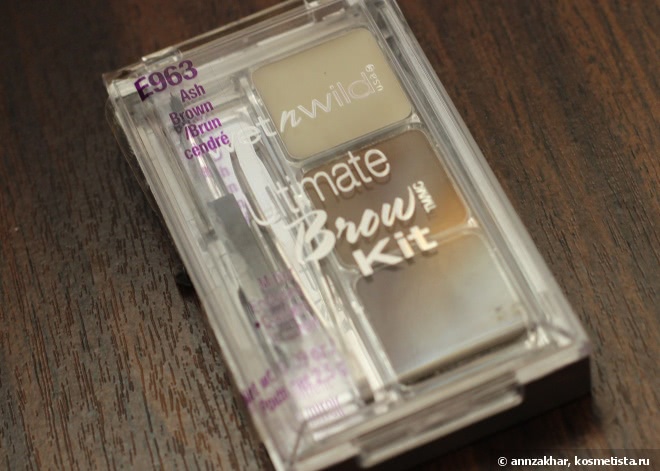 E963
Ash
Brown
/Brun
cendré
wet n wild
Ultimate
Brow
Kit
© annzakhar, kosmetista.ru